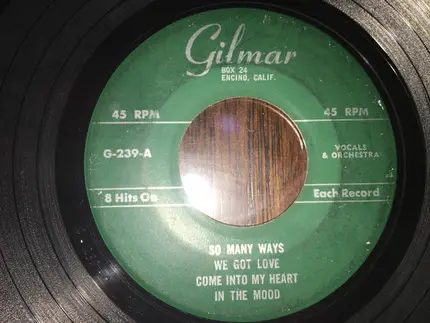 Gilmar
BOX 24
ENCINO, CALIF.
45 RPM
45 RPM
G-239-A
VOCALS
& ORCHESTRA
8 Hits On
Each Record
SO MANY WAYS
WE GOT LOVE
COME INTO MY HEART
IN THE MOOD